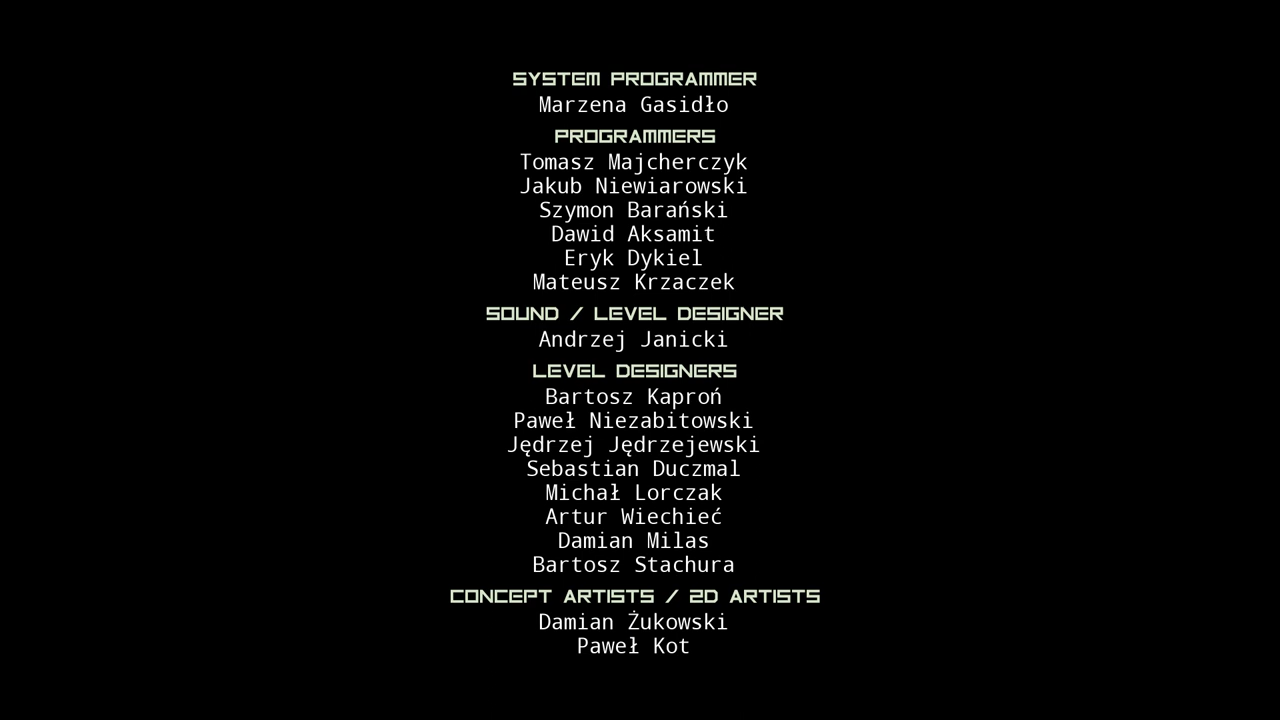 SYSTEM PROGRAMMER
Marzena Gasidło
PROGRAMMERS
Tomasz Majcherczyk
Jakub Niewiarowski
Szymon Barański
Dawid Aksamit
Eryk Dykiel
Mateusz Krzaczek
SOUND / LEVEL DESIGNER
Andrzej Janicki
LEVEL DESIGNERS
Bartosz Kaproń
Paweł Niezabitowski
Jędrzej Jędrzejewski
Sebastian Duczmal
Michał Lorczak
Artur Wiechieć
Damian Milas
Bartosz Stachura
CONCEPT ARTISTS / 2D ARTISTS
Damian Żukowski
Paweł Kot